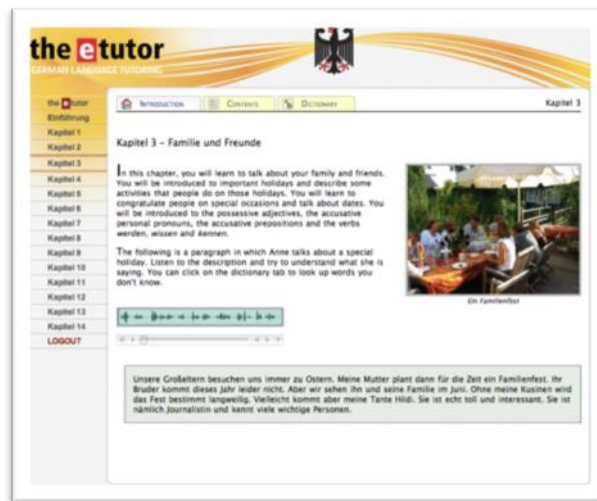 the e tutor
GERMAN LANGUAGE TUTORING
the e tutor
Einführung
Kapitel 1
Kapitel 2
Kapitel 3
Kapitel 4
Kapitel 5
Kapitel 6
Kapitel 7
Kapitel 8
Kapitel 9
Kapitel 10
Kapitel 11
Kapitel 12
Kapitel 13
Kapitel 14
LOGOUT
INTRODUCTION CONTENTS DICTIONARY Kapitel 3
Kapitel 3 – Familie und Freunde
In this chapter, you will learn to talk about your family and friends.
You will be introduced to important holidays and describe some
activities that people do on those holidays. You will learn to
congratulate people on special occasions and talk about dates. You
will be introduced to the possessive adjectives, the accusative
personal pronouns, the accusative prepositions and the verbs
werden, wissen and kennen.
The following is a paragraph in which Anne talks about a special
holiday. Listen to the description and try to understand what she is
saying. You can click on the dictionary tab to look up words you
don't know.
Ein Familienfest
Unsere Großeltern besuchen uns immer zu Ostern. Meine Mutter plant dann für die Zeit ein Familienfest. Ihr
Bruder kommt dieses Jahr leider nicht. Aber wir sehen ihn und seine Familie im Juni. Ohne meine Kusinen wird
das Fest bestimmt langweilig. Vielleicht kommt aber meine Tante Hildi. Sie ist echt toll und interessant. Sie ist
nämlich Journalistin und kennt viele wichtige Personen.